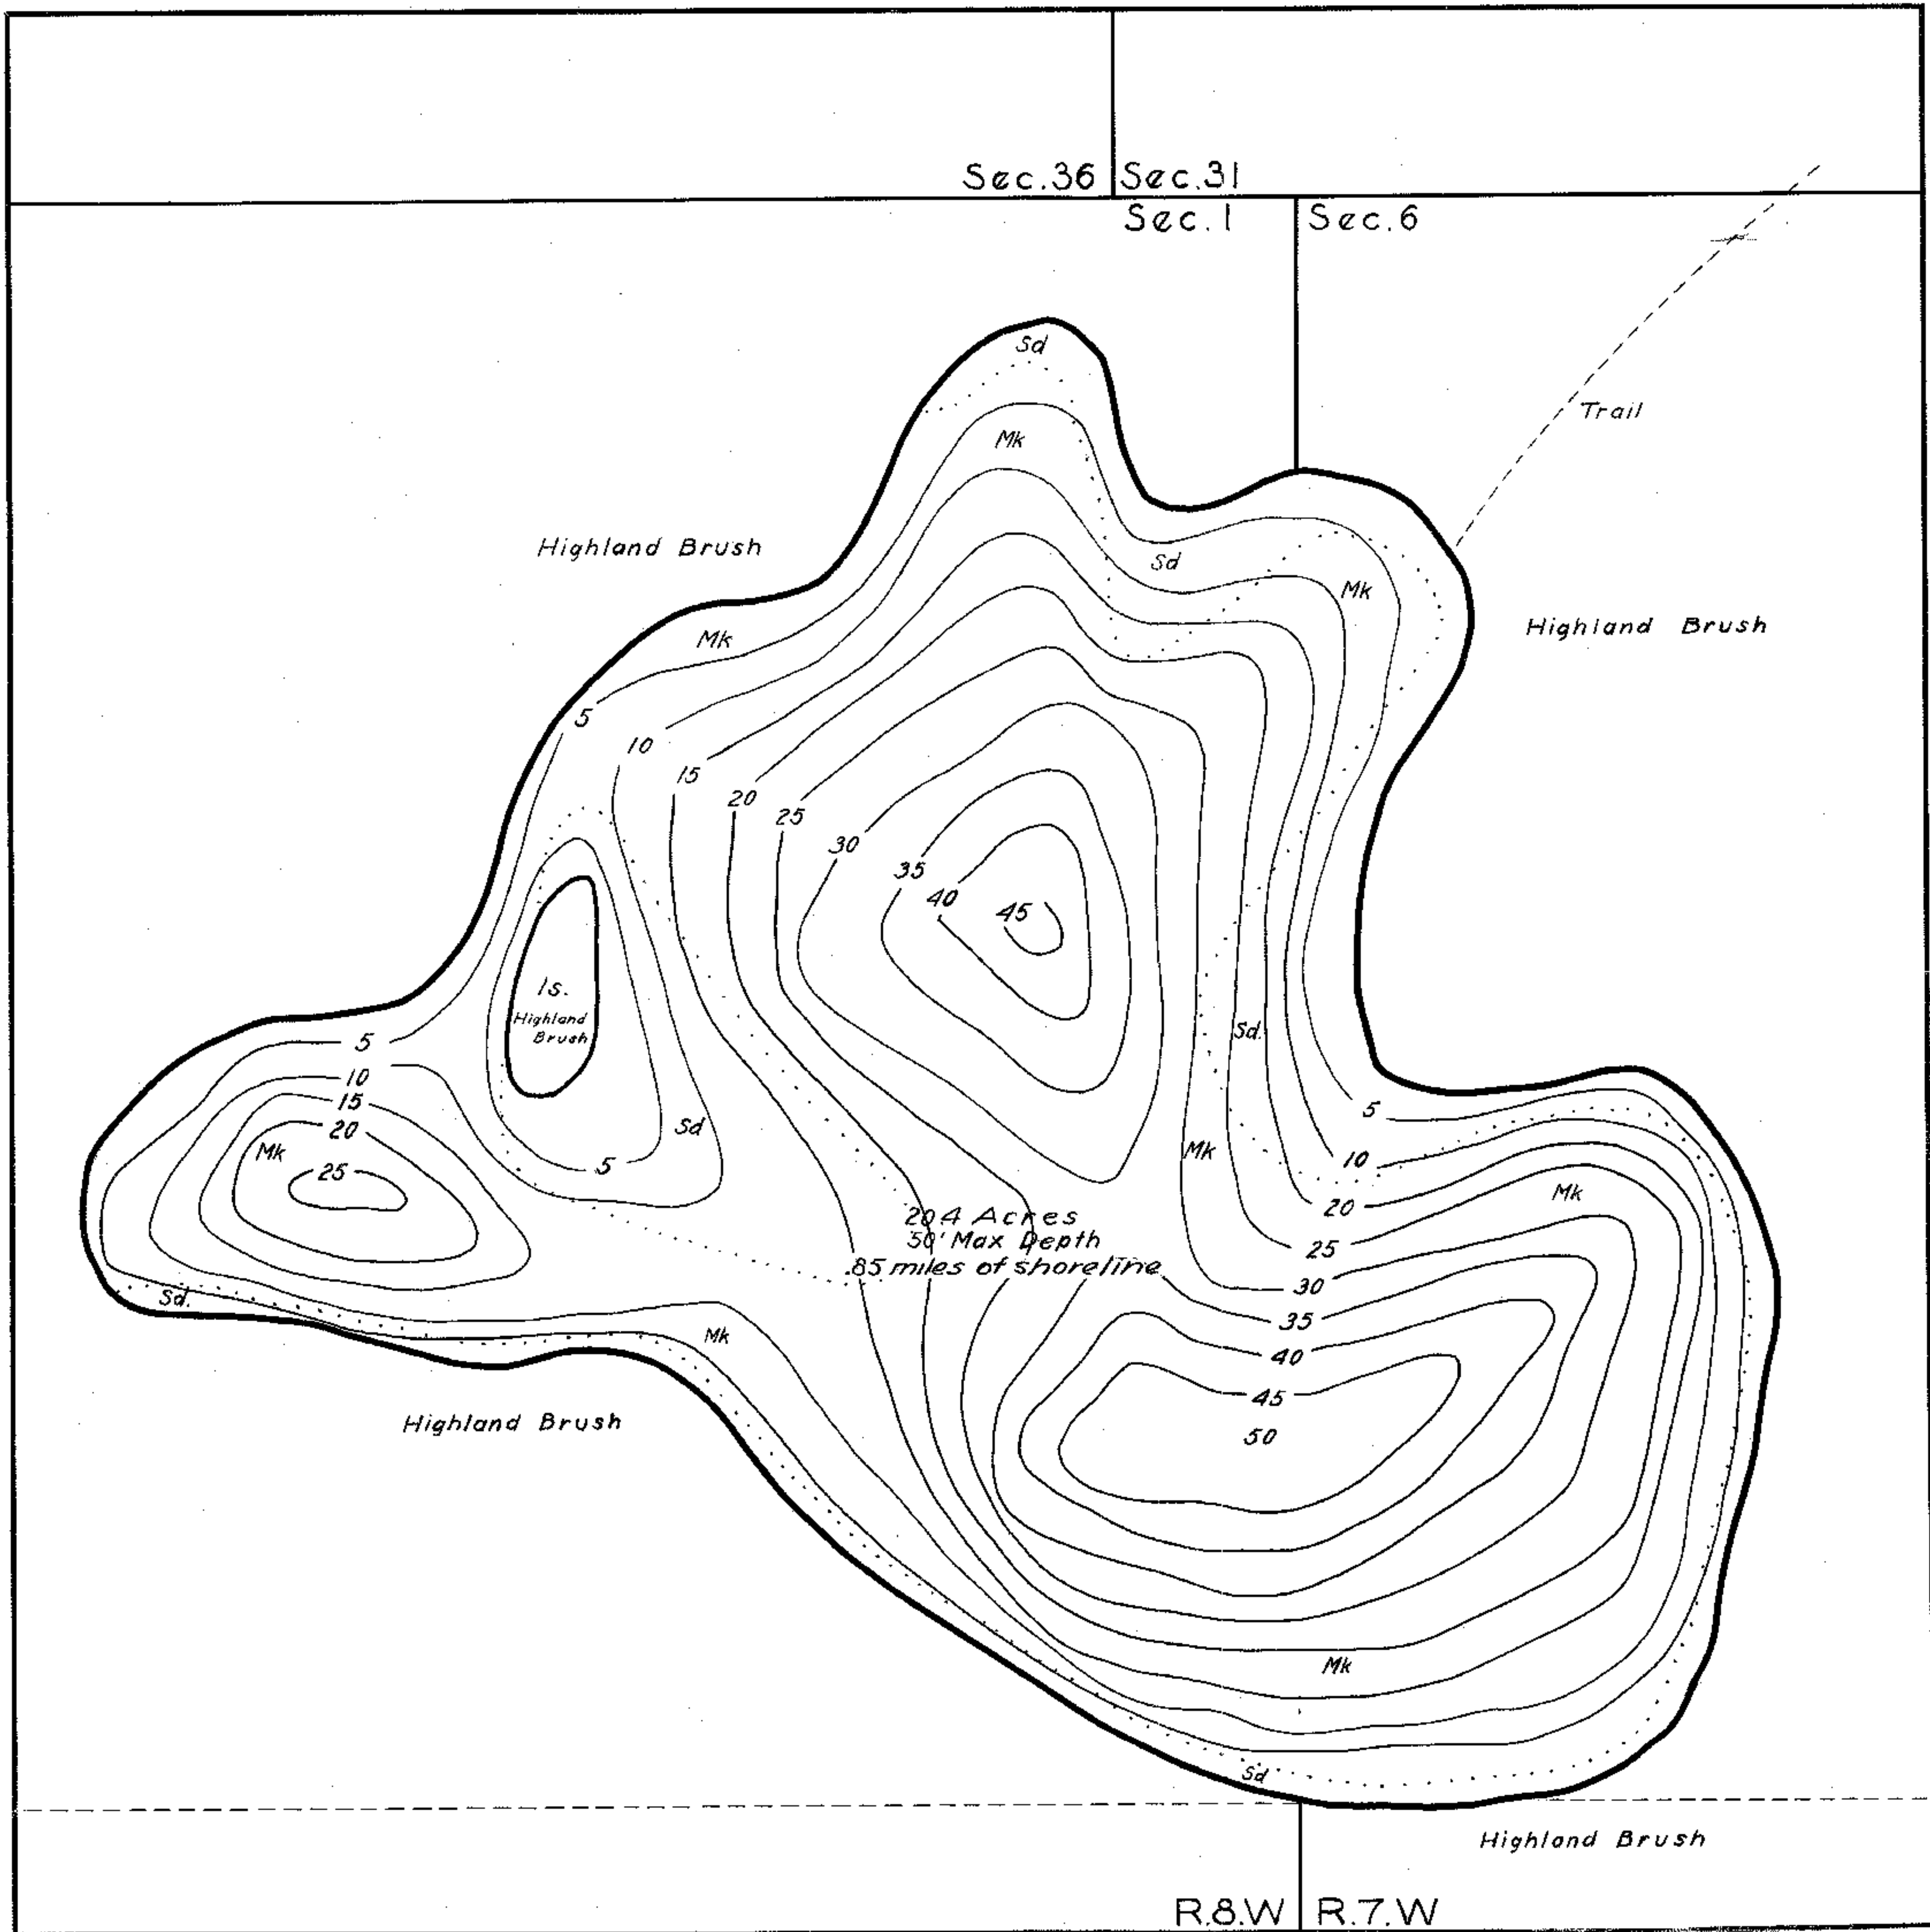 Sec.36 Sec.31
Sec.1 Sec.6
Sd
Trail
Mk
Highland Brush
Sd
Mk
Highland Brush
Mk
5
10
15
20
25
30
35
40
45
Is.
Highland
Brush
Sd.
5
10
15
20
Mk
25
Sd
5
Mk
5
10
20
25
30
35
40
45
50
Mk
20.4 Acres
50' Max Depth
.85 miles of shoreline
Sd.
Mk
Highland Brush
Mk
Sd
Highland Brush
R.8.W R.7.W